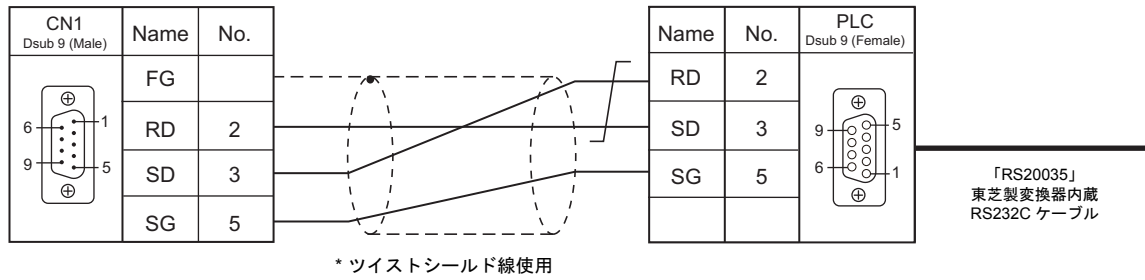 CN1
Dsub 9 (Male)
Name
No.
FG
RD
2
SD
3
SG
5
6
1
9
5
* ツイストシールド線使用
Name
No.
PLC
Dsub 9 (Female)
RD
2
SD
3
SG
5
9
5
6
1
「RS20035」
東芝製変換器内蔵
RS232C ケーブル